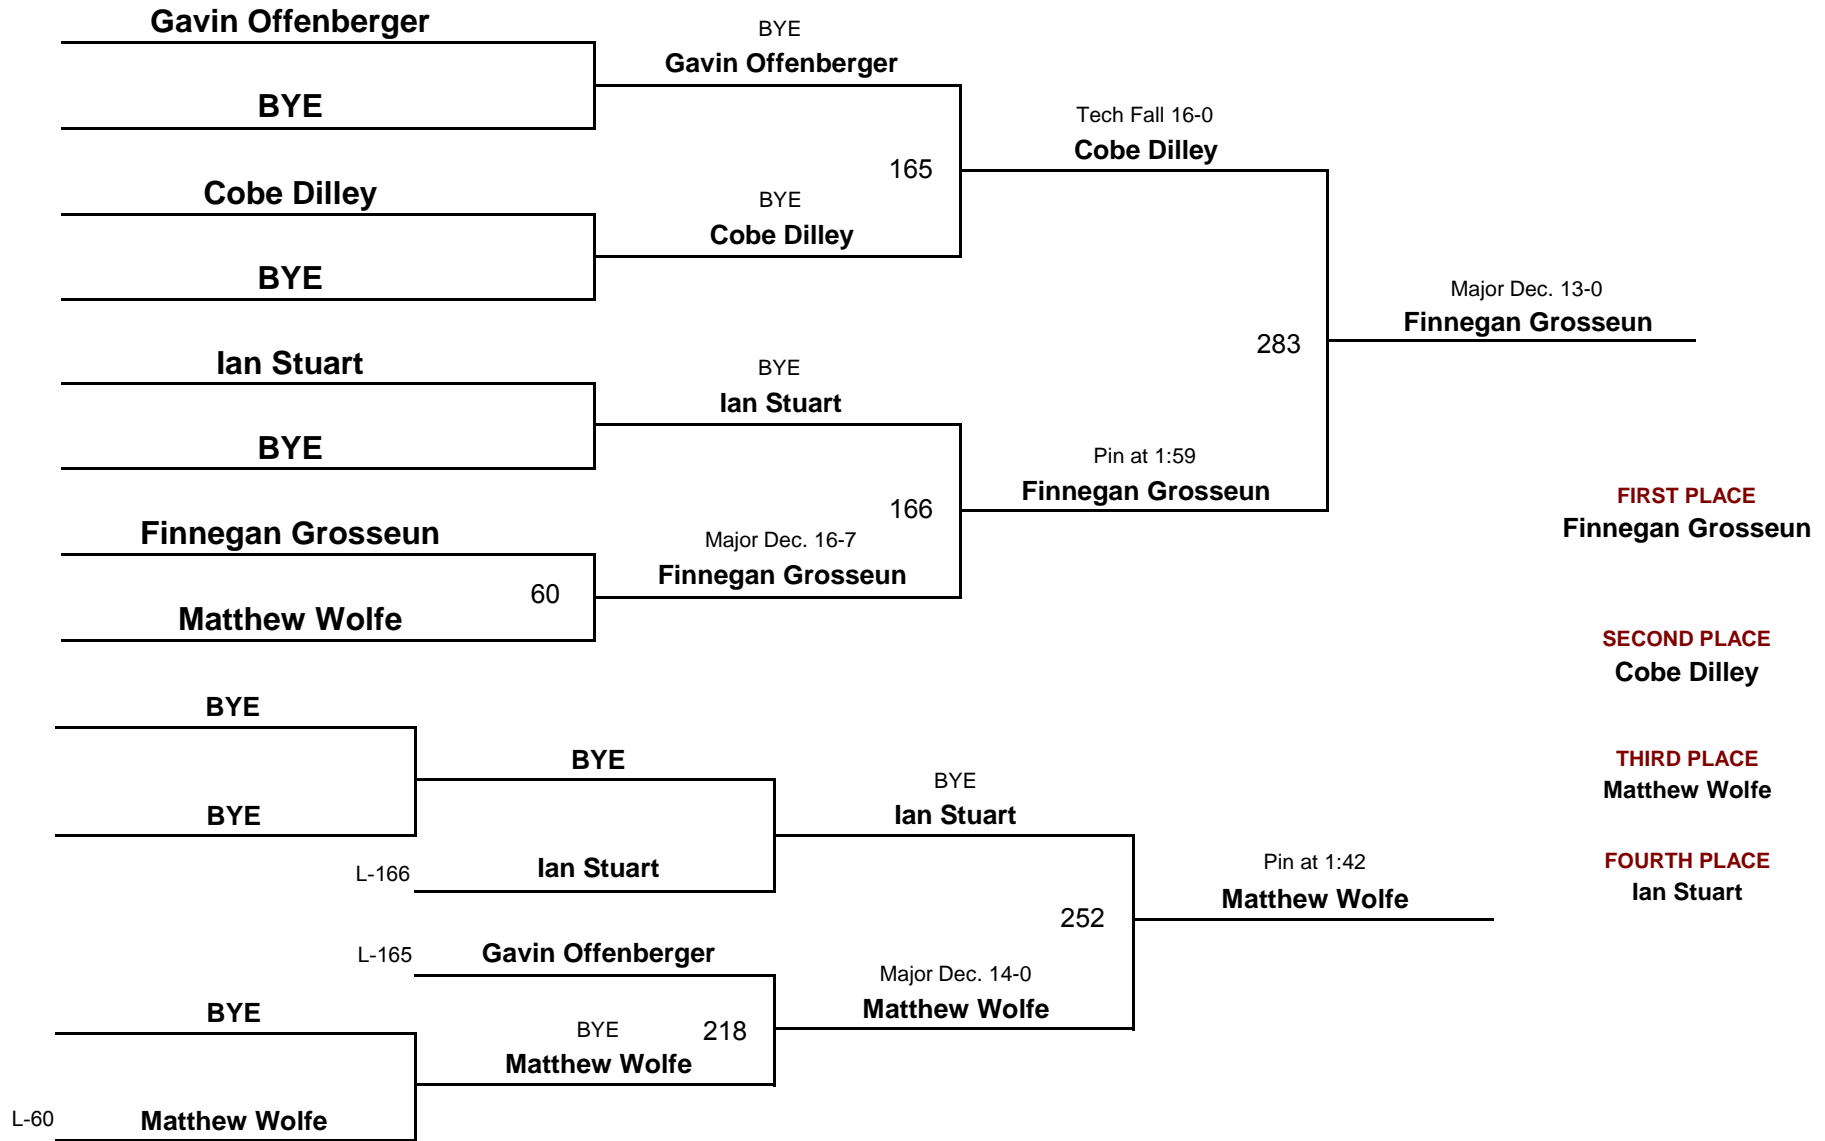 Gavin Offenberger
BYE
BYE
Gavin Offenberger
Cobe Dilley
BYE
165
BYE
Cobe Dilley
Tech Fall 16-0
Cobe Dilley
Ian Stuart
BYE
BYE
Ian Stuart
Finnegan Grosseun
Matthew Wolfe
60
Major Dec. 16-7
Finnegan Grosseun
166
Pin at 1:59
Finnegan Grosseun
283
Major Dec. 13-0
Finnegan Grosseun
FIRST PLACE
Finnegan Grosseun
SECOND PLACE
Cobe Dilley
THIRD PLACE
Matthew Wolfe
FOURTH PLACE
Ian Stuart
BYE
BYE
BYE
L-166
Ian Stuart
BYE
Ian Stuart
L-165
Gavin Offenberger
BYE
L-60
Matthew Wolfe
BYE
Matthew Wolfe
218
Major Dec. 14-0
Matthew Wolfe
252
Pin at 1:42
Matthew Wolfe